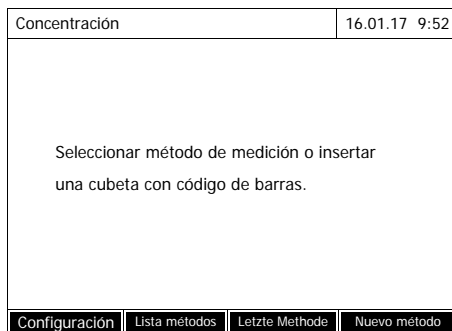 Concentración 16.01.17 9:52
Seleccionar método de medición o insertar
una cubeta con código de barras.
Configuración Lista métodos Letzte Methode Nuevo método